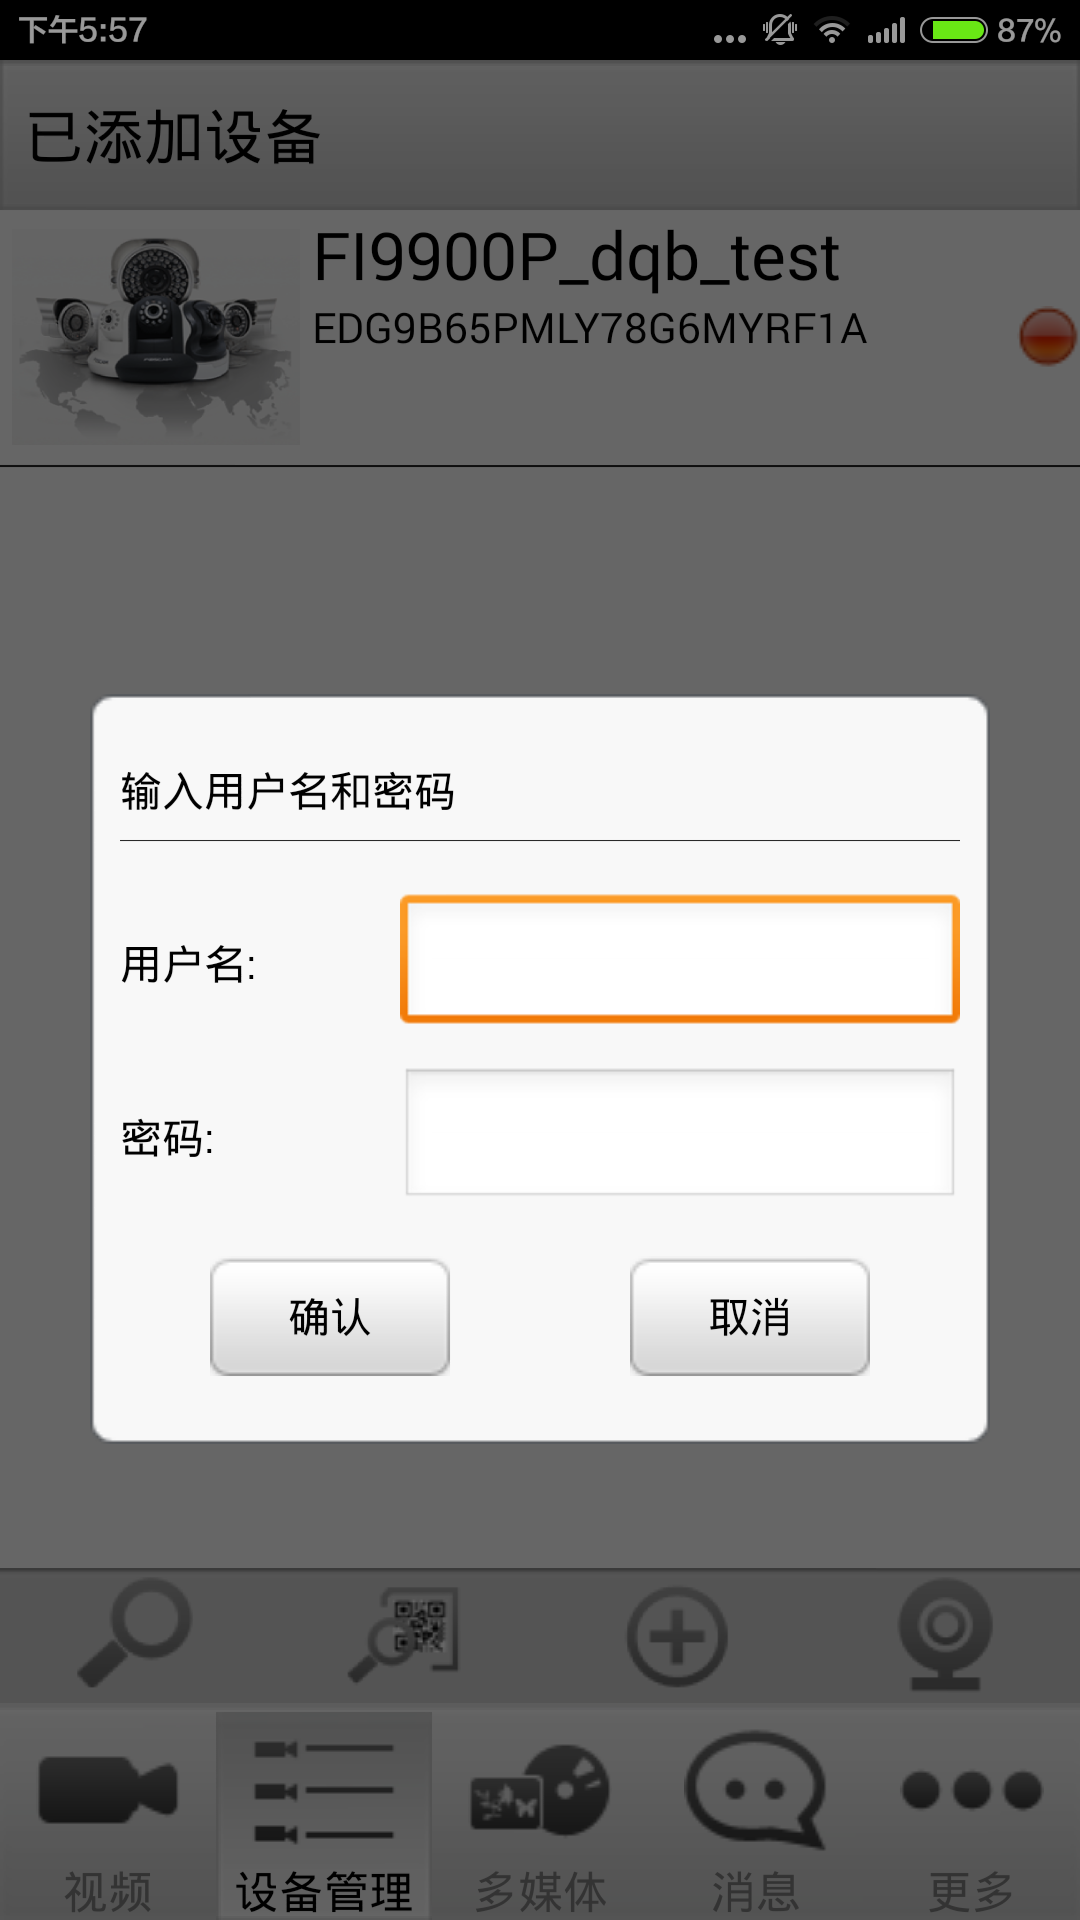 下午5:57
87%
已添加设备
FI9900P_dqb_test
EDG9B65PMLY78G6MYRF1A
输入用户名和密码
用户名:
密码:
确认
取消
视频
设备管理
多媒体
消息
更多